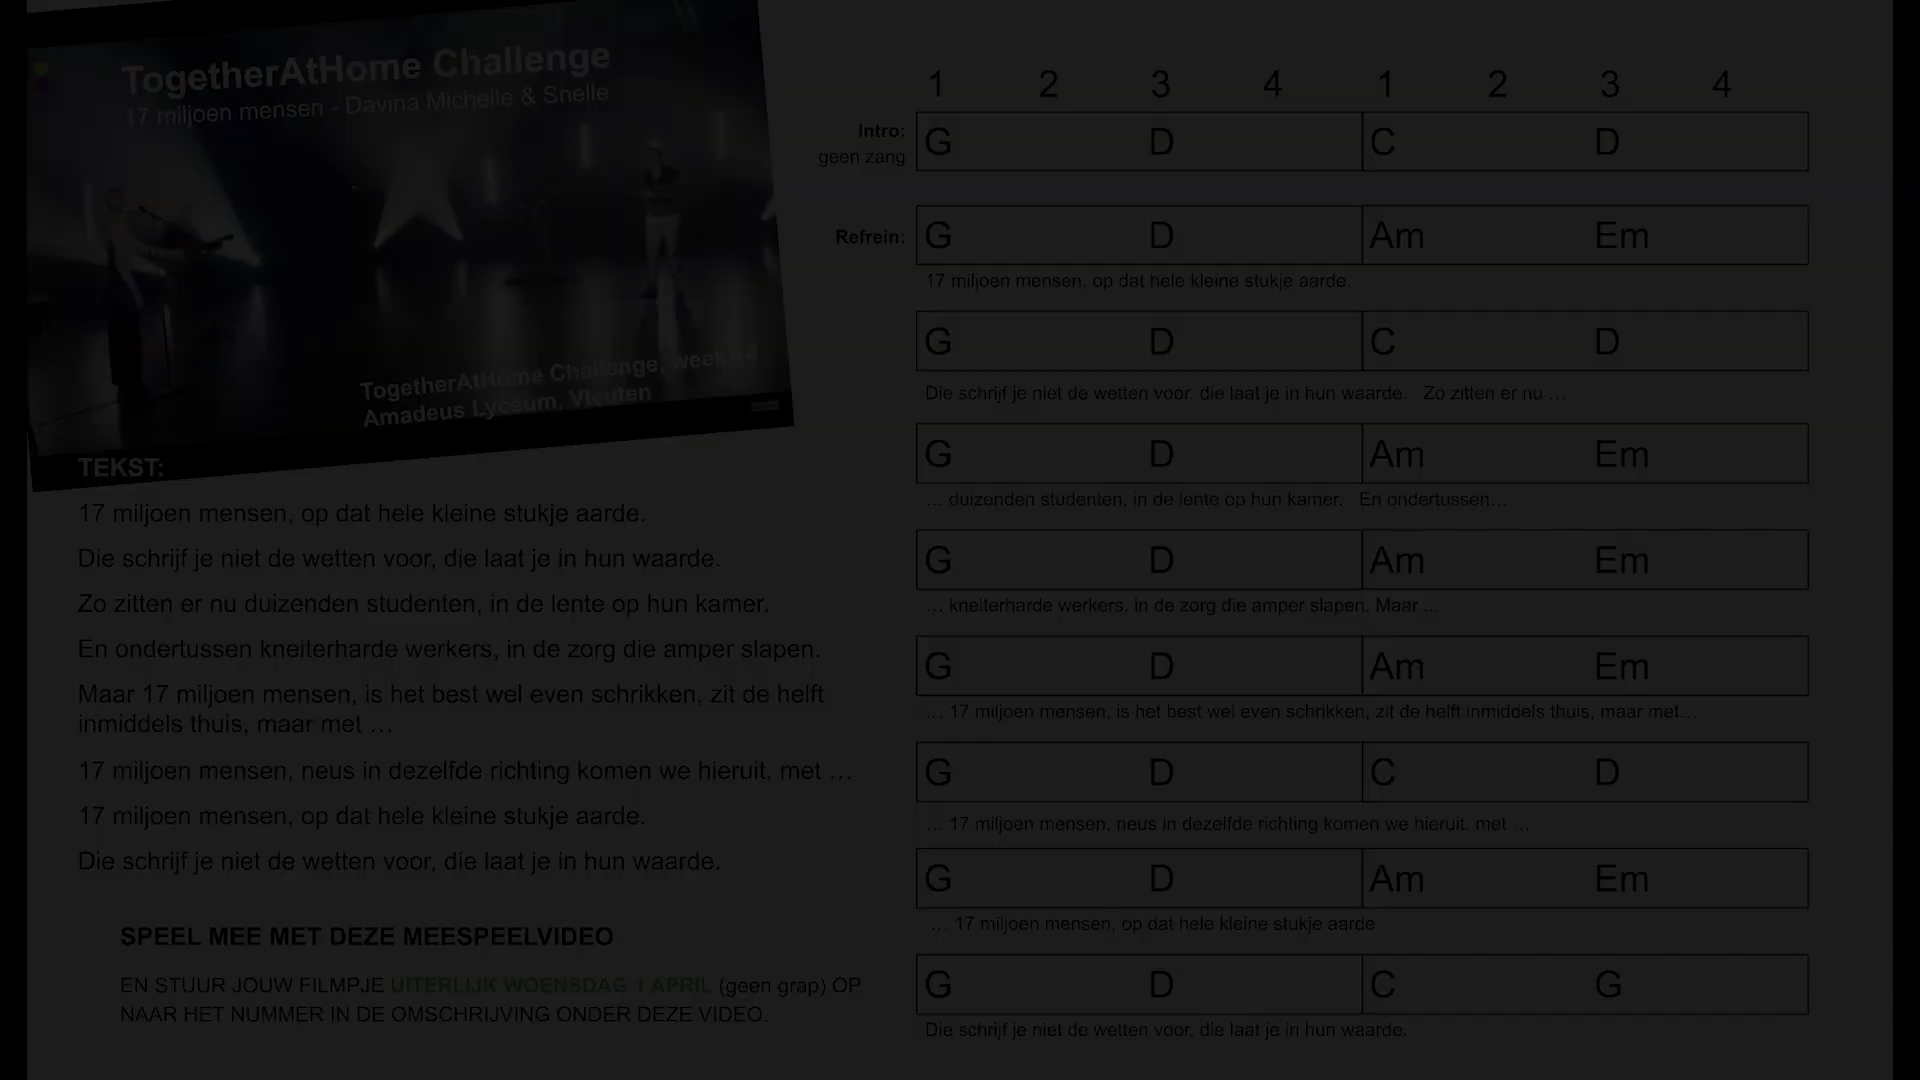 TogetherAtHome Challenge
17 miljoen mensen - Davina Michelle & Snelle
TogetherAtHome Challenge, week 14
Amadeus Lyceum, Vleuten
TEKST:
17 miljoen mensen, op dat hele kleine stukje aarde.
Die schrijf je niet de wetten voor, die laat je in hun waarde.
Zo zitten er nu duizenden studenten, in de lente op hun kamer.
En ondertussen kneiterharde werkers, in de zorg die amper slapen.
Maar 17 miljoen mensen, is het best wel even schrikken, zit de helft
inmiddels thuis, maar met …
17 miljoen mensen, neus in dezelfde richting komen we hieruit, met …
17 miljoen mensen, op dat hele kleine stukje aarde.
Die schrijf je niet de wetten voor, die laat je in hun waarde.
SPEEL MEE MET DEZE MEESPEELVIDEO
EN STUUR JOUW FILMPJE UITERLIJK WOENSDAG 1 APRIL (geen grap) OP
NAAR HET NUMMER IN DE OMSCHRIJVING ONDER DEZE VIDEO.
1 2 3 4 1 2 3 4
Intro:
geen zang
G D C D
Refrein:
G D Am Em
17 miljoen mensen, op dat hele kleine stukje aarde.
G D C D
Die schrijf je niet de wetten voor, die laat je in hun waarde. Zo zitten er nu …
G D Am Em
… duizenden studenten, in de lente op hun kamer. En ondertussen…
G D Am Em
… kneiterharde werkers, in de zorg die amper slapen. Maar …
G D Am Em
… 17 miljoen mensen, is het best wel even schrikken, zit de helft inmiddels thuis, maar met…
G D C D
… 17 miljoen mensen, neus in dezelfde richting komen we hieruit, met …
G D Am Em
… 17 miljoen mensen, op dat hele kleine stukje aarde
G D C G
Die schrijf je niet de wetten voor, die laat je in hun waarde.